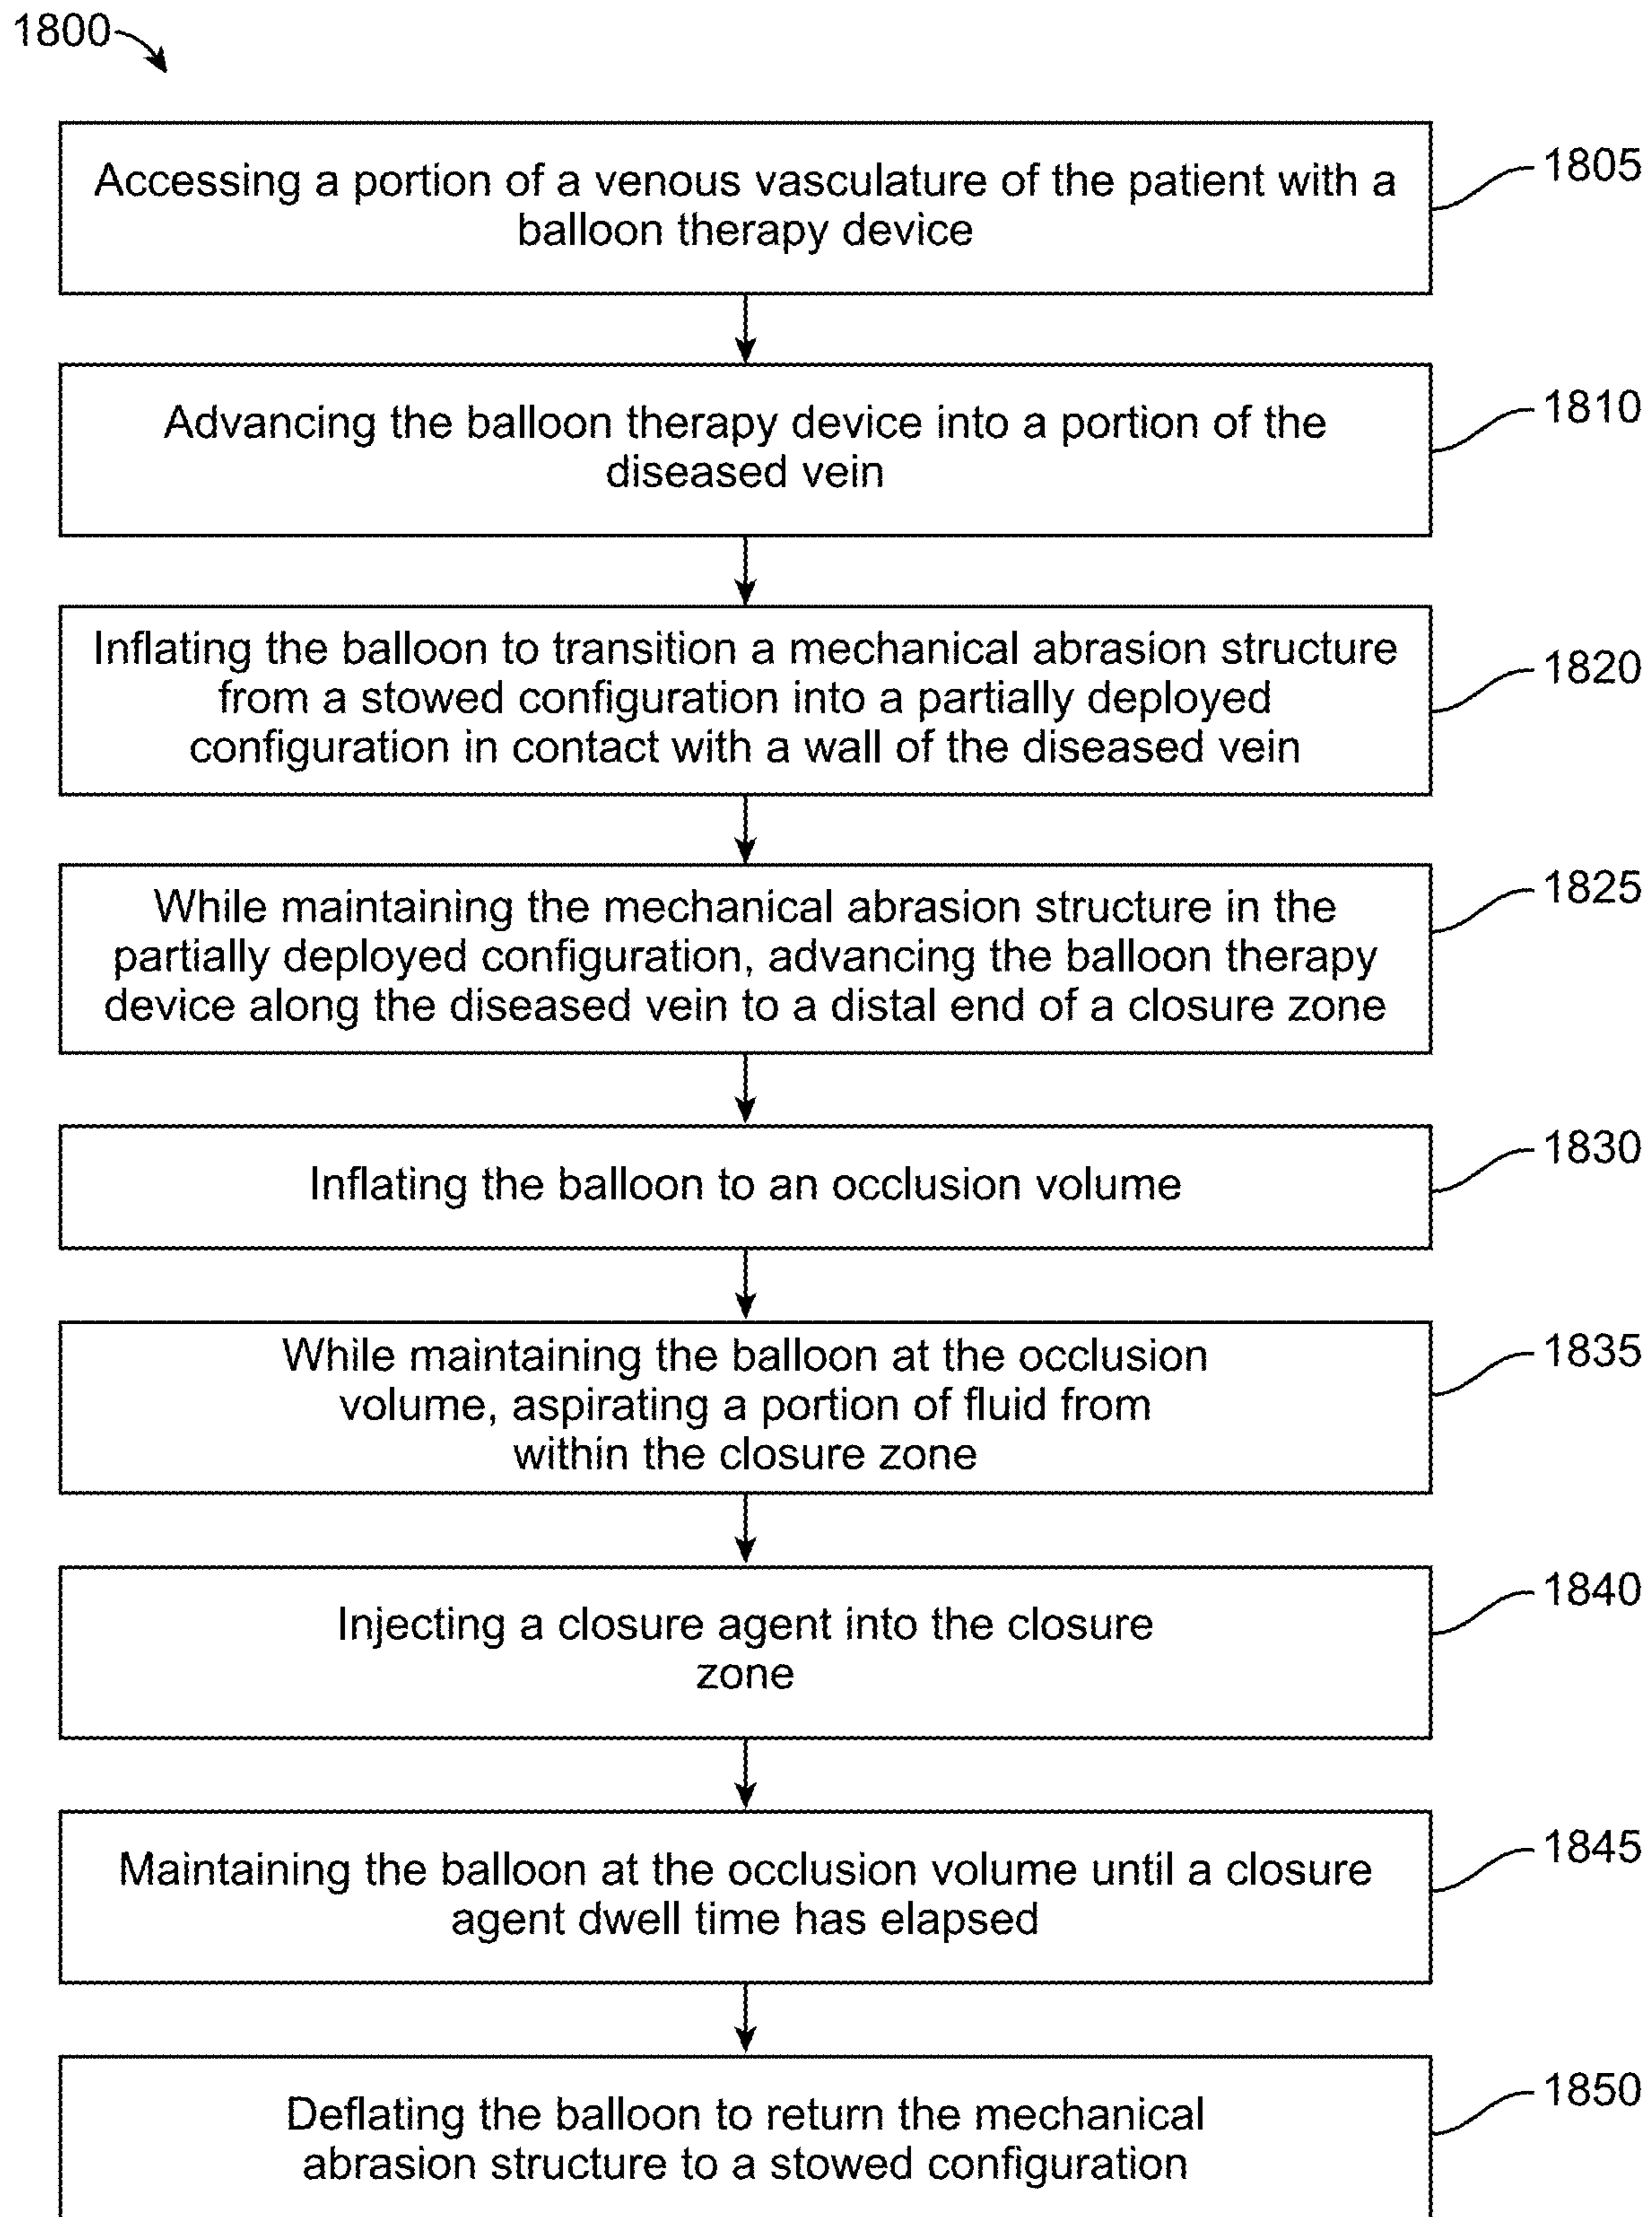 1800
Accessing a portion of a venous vasculature of the patient with a
balloon therapy device
1805
Advancing the balloon therapy device into a portion of the
diseased vein
1810
Inflating the balloon to transition a mechanical abrasion structure
from a stowed configuration into a partially deployed
configuration in contact with a wall of the diseased vein
1820
While maintaining the mechanical abrasion structure in the
partially deployed configuration, advancing the balloon therapy
device along the diseased vein to a distal end of a closure zone
1825
Inflating the balloon to an occlusion volume
1830
While maintaining the balloon at the occlusion
volume, aspirating a portion of fluid from
within the closure zone
1835
Injecting a closure agent into the closure
zone
1840
Maintaining the balloon at the occlusion volume until a closure
agent dwell time has elapsed
1845
Deflating the balloon to return the mechanical
abrasion structure to a stowed configuration
1850